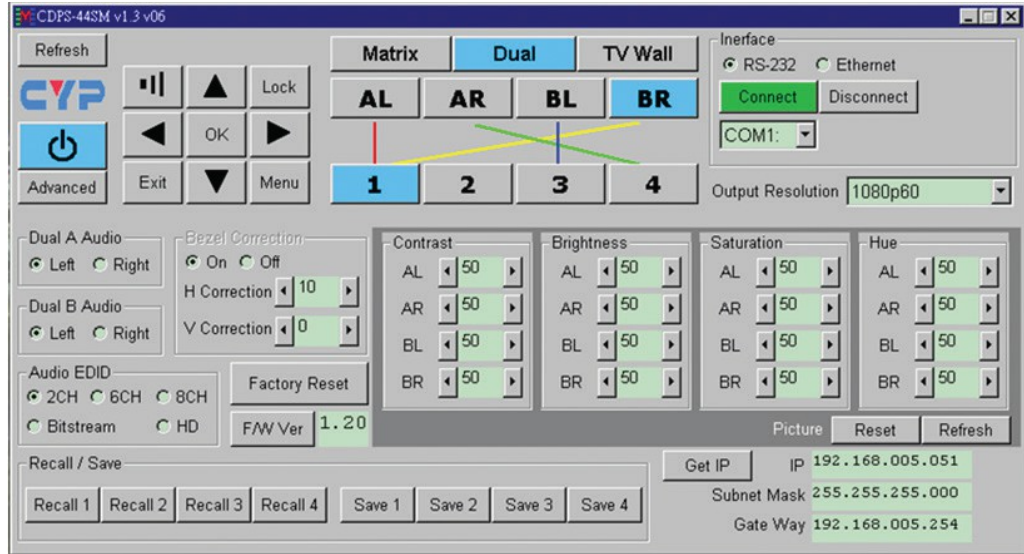 CDPS-44SM v1.3 v06
Refresh
CYP
Lock
OK
Advanced
Exit
Menu
Matrix Dual TV Wall
AL AR BL BR
1 2 3 4
Inerface
RS-232 Ethernet
Connect Disconnect
COM1:
Output Resolution 1080p60
Dual A Audio
Left Right
Dual B Audio
Left Right
Audio EDID
2CH 6CH 8CH
Bitstream HD
Bezel Correction
On Off
H Correction 10
V Correction 0
Factory Reset
F/W Ver 1.20
Contrast
AL 50
AR 50
BL 50
BR 50
Brightness
AL 50
AR 50
BL 50
BR 50
Saturation
AL 50
AR 50
BL 50
BR 50
Hue
AL 50
AR 50
BL 50
BR 50
Picture Reset Refresh
Recall / Save
Recall 1 Recall 2 Recall 3 Recall 4 Save 1 Save 2 Save 3 Save 4
Get IP IP 192.168.005.051
Subnet Mask 255.255.255.000
Gate Way 192.168.005.254